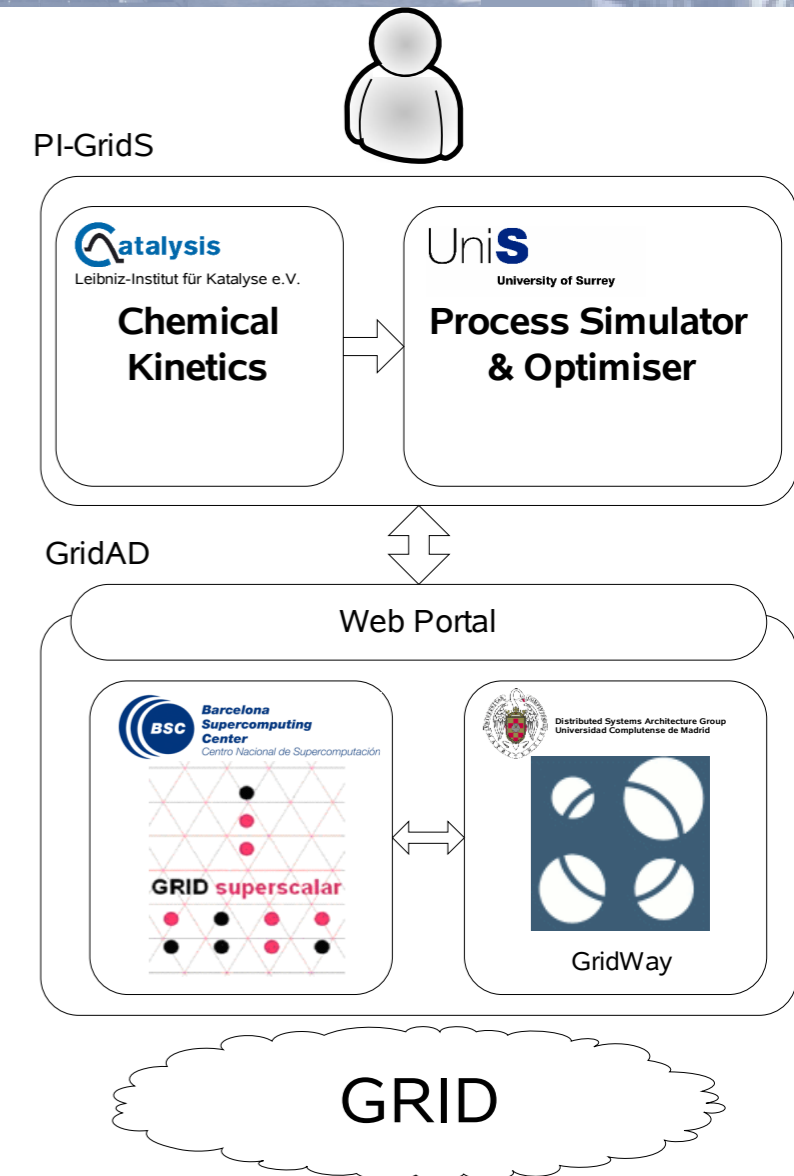 PI-GridS
Catalysis
Leibniz-Institut für Katalyse e.V.
Chemical
Kinetics
UniS
University of Surrey
Process Simulator
& Optimiser
GridAD
Web Portal
BSC
Barcelona
Supercomputing
Center
Centro Nacional de Supercomputación
GRID superscalar
Distributed Systems Architecture Group
Universidad Complutense de Madrid
GridWay
GRID